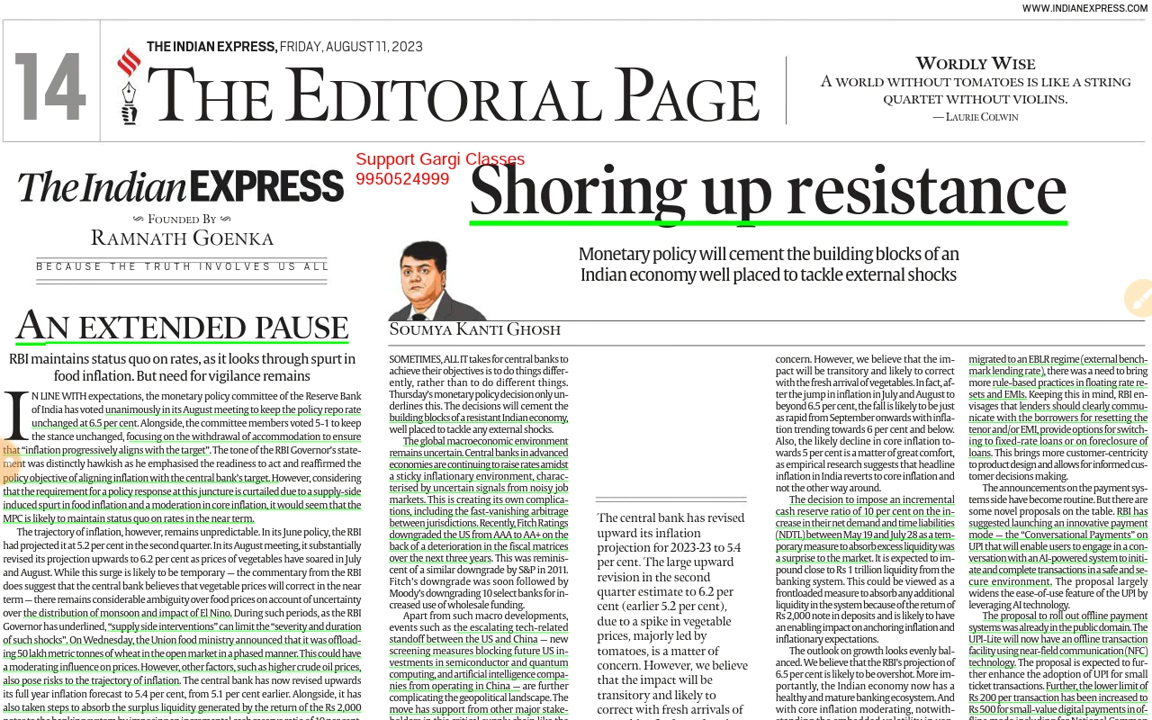 WWW.INDIANEXPRESS.COM
14
THE INDIAN EXPRESS, FRIDAY, AUGUST 11, 2023
THE EDITORIAL PAGE
WORDLY WISE
A WORLD WITHOUT TOMATOES IS LIKE A STRING
QUARTET WITHOUT VIOLINS.
— LAURIE COLWIN
The Indian EXPRESS
FOUNDED BY
RAMNATH GOENKA
BECAUSE THE TRUTH INVOLVES US ALL
AN EXTENDED PAUSE
RBI maintains status quo on rates, as it looks through spurt in
food inflation. But need for vigilance remains
IN LINE WITH expectations, the monetary policy committee of the Reserve Bank
of India has voted unanimously in its August meeting to keep the policy repo rate
unchanged at 6.5 per cent. Alongside, the committee members voted 5-1 to keep
the stance unchanged, focusing on the withdrawal of accommodation to ensure
that “inflation progressively aligns with the target”. The tone of the RBI Governor’s state-
ment was distinctly hawkish as he emphasised the readiness to act and reaffirmed the
policy objective of aligning inflation with the central bank’s target. However, considering
that the requirement for a policy response at this juncture is curtailed due to a supply-side
induced spurt in food inflation and a moderation in core inflation, it would seem that the
MPC is likely to maintain status quo on rates in the near term.
The trajectory of inflation, however, remains unpredictable. In its June policy, the RBI
had projected it at 5.2 per cent in the second quarter. In its August meeting, it substantially
revised its projection upwards to 6.2 per cent as prices of vegetables have soared in July
and August. While this surge is likely to be temporary — the commentary from the RBI
does suggest that the central bank believes that vegetable prices will correct in the near
term — there remains considerable ambiguity over food prices on account of uncertainty
over the distribution of monsoon and impact of El Nino. During such periods, as the RBI
Governor has underlined, “supply side interventions” can limit the “severity and duration
of such shocks”. On Wednesday, the Union food ministry announced that it was offload-
ing 50 lakh metric tonnes of wheat in the open market in a phased manner. This could have
a moderating influence on prices. However, other factors, such as higher crude oil prices,
also pose risks to the trajectory of inflation. The central bank has now revised upwards
its full year inflation forecast to 5.4 per cent, from 5.1 per cent earlier. Alongside, it has
also taken steps to absorb the surplus liquidity generated by the return of the Rs 2,000
Support Gargi Classes
9950524999
Shoring up resistance
Monetary policy will cement the building blocks of an
Indian economy well placed to tackle external shocks
SOUMYA KANTI GHOSH
SOMETIMES, ALL IT takes for central banks to
achieve their objectives is to do things differ-
ently, rather than to do different things.
Thursday’s monetary policy decision only un-
derlines this. The decisions will cement the
building blocks of a resistant Indian economy,
well placed to tackle any external shocks.
The global macroeconomic environment
remains uncertain. Central banks in advanced
economies are continuing to raise rates amidst
a sticky inflationary environment, charac-
terised by uncertain signals from noisy job
markets. This is creating its own complica-
tions, including the fast-vanishing arbitrage
between jurisdictions. Recently, Fitch Ratings
downgraded the US from AAA to AA+ on the
back of a deterioration in the fiscal matrices
over the next three years. This was reminis-
cent of a similar downgrade by S&P in 2011.
Fitch’s downgrade was soon followed by
Moody’s downgrading 10 select banks for in-
creased use of wholesale funding.
Apart from such macro developments,
events such as the escalating tech-related
standoff between the US and China — new
screening measures blocking future US in-
vestments in semiconductor and quantum
computing, and artificial intelligence compa-
nies from operating in China — are further
complicating the geopolitical landscape. The
move has support from other major stake-
The central bank has revised
upward its inflation
projection for 2023-23 to 5.4
per cent. The large upward
revision in the second
quarter estimate to 6.2 per
cent (earlier 5.2 per cent),
due to a spike in vegetable
prices, majorly led by
tomatoes, is a matter of
concern. However, we believe
that the impact will be
transitory and likely to
correct with fresh arrivals of
concern. However, we believe that the im-
pact will be transitory and likely to correct
with the fresh arrival of vegetables. In fact, af-
ter the jump in inflation in July and August to
beyond 6.5 per cent, the fall is likely to be just
as rapid from September onwards with infla-
tion trending towards 6 per cent and below.
Also, the likely decline in core inflation to-
wards 5 per cent is a matter of great comfort,
as empirical research suggests that headline
inflation in India reverts to core inflation and
not the other way around.
The decision to impose an incremental
cash reserve ratio of 10 per cent on the in-
crease in their net demand and time liabilities
(NDTL) between May 19 and July 28 as a tem-
porary measure to absorb excess liquidity was
a surprise to the market. It is expected to im-
pound close to Rs 1 trillion liquidity from the
banking system. This could be viewed as a
frontloaded measure to absorb any additional
liquidity in the system because of the return of
Rs 2,000 note in deposits and is likely to have
an enabling impact on anchoring inflation and
inflationary expectations.
The outlook on growth looks evenly bal-
anced. We believe that the RBI’s projection of
6.5 per cent is likely to be overshot. More im-
portantly, the Indian economy now has a
healthy and mature banking ecosystem. And
with core inflation moderating, notwith-
migrated to an EBLR regime (external bench-
mark lending rate), there was a need to bring
more rule-based practices in floating rate re-
sets and EMIs. Keeping this in mind, RBI en-
visages that lenders should clearly commu-
nicate with the borrowers for resetting the
tenor and/or EMI, provide options for switch-
ing to fixed-rate loans or on foreclosure of
loans. This brings more customer-centricity
to product design and allows for informed cus-
tomer decisions making.
The announcements on the payment sys-
tems side have become routine. But there are
some novel proposals on the table. RBI has
suggested launching an innovative payment
mode — the “Conversational Payments” on
UPI that will enable users to engage in a con-
versation with an AI-powered system to initi-
ate and complete transactions in a safe and se-
cure environment. The proposal largely
widens the ease-of feature of the UPI by
leveraging AI technology.
The proposal to roll out offline payment
systems was already in the public domain. The
UPI-Lite will now have an offline transaction
facility using near-field communication (NFC)
technology. The proposal is expected to fur-
ther enhance the adoption of UPI for small
ticket transactions. Further, the lower limit of
Rs 200 per transaction has been increased to
Rs 500 for small-value digital payments in of-